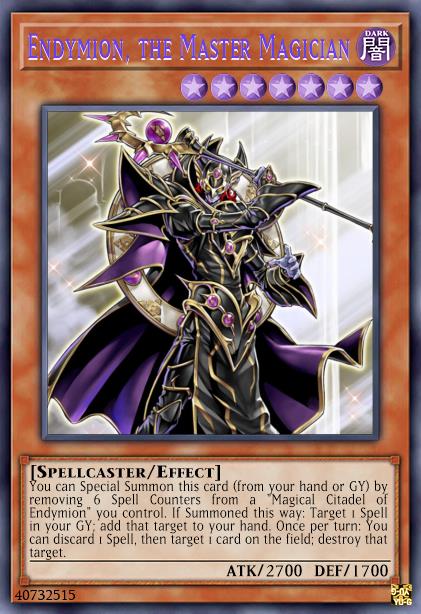 Endymion, the Master Magician
DARK
闇
[Spellcaster/Effect]
You can Special Summon this card (from your hand or GY) by
removing 6 Spell Counters from a "Magical Citadel of
Endymion" you control. If Summoned this way: Target 1 Spell
in your GY; add that target to your hand. Once per turn: You
can discard 1 Spell, then target 1 card on the field; destroy that
target.
ATK/2700 DEF/1700
40732515